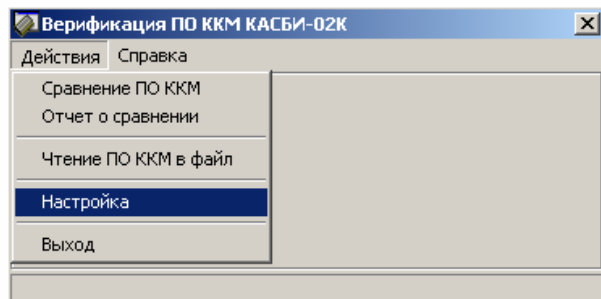 Верификация ПО ККМ КАСБИ-02К
Действия Справка
Сравнение ПО ККМ
Отчет о сравнении
Чтение ПО ККМ в файл
Настройка
Выход